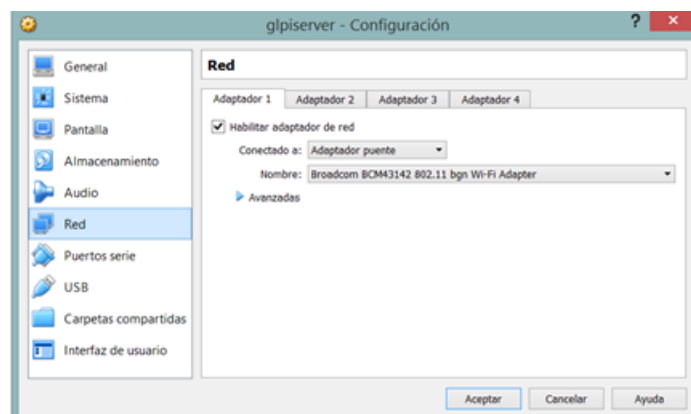 glpiserver - Configuración
?
×
General
Sistema
Pantalla
Almacenamiento
Audio
Red
Puertos serie
USB
Carpetas compartidas
Interfaz de usuario
Red
Adaptador 1 Adaptador 2 Adaptador 3 Adaptador 4
Habilitar adaptador de red
Conectado a: Adaptador puente
Nombre: Broadcom BCM43142 802.11 bgn Wi-Fi Adapter
Avanzadas
Aceptar Cancelar Ayuda